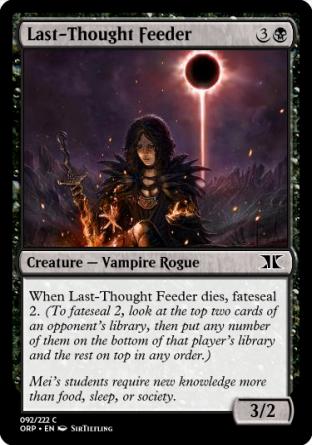 Last-Thought Feeder 3
Creature — Vampire Rogue
When Last-Thought Feeder dies, fateseal
2. (To fateseal 2, look at the top two cards of
an opponent's library, then put any number
of them on the bottom of that player's library
and the rest on top in any order.)
Mei's students require new knowledge more
than food, sleep, or society.
3/2
092/222 C
ORP • EN SirTiefling